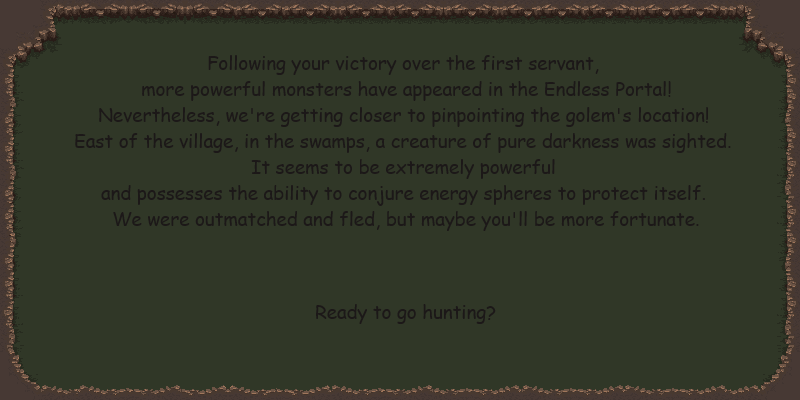 Following your victory over the first servant,
more powerful monsters have appeared in the Endless Portal!
Nevertheless, we're getting closer to pinpointing the golem's location!
East of the village, in the swamps, a creature of pure darkness was sighted.
It seems to be extremely powerful
and possesses the ability to conjure energy spheres to protect itself.
We were outmatched and fled, but maybe you'll be more fortunate.
Ready to go hunting?